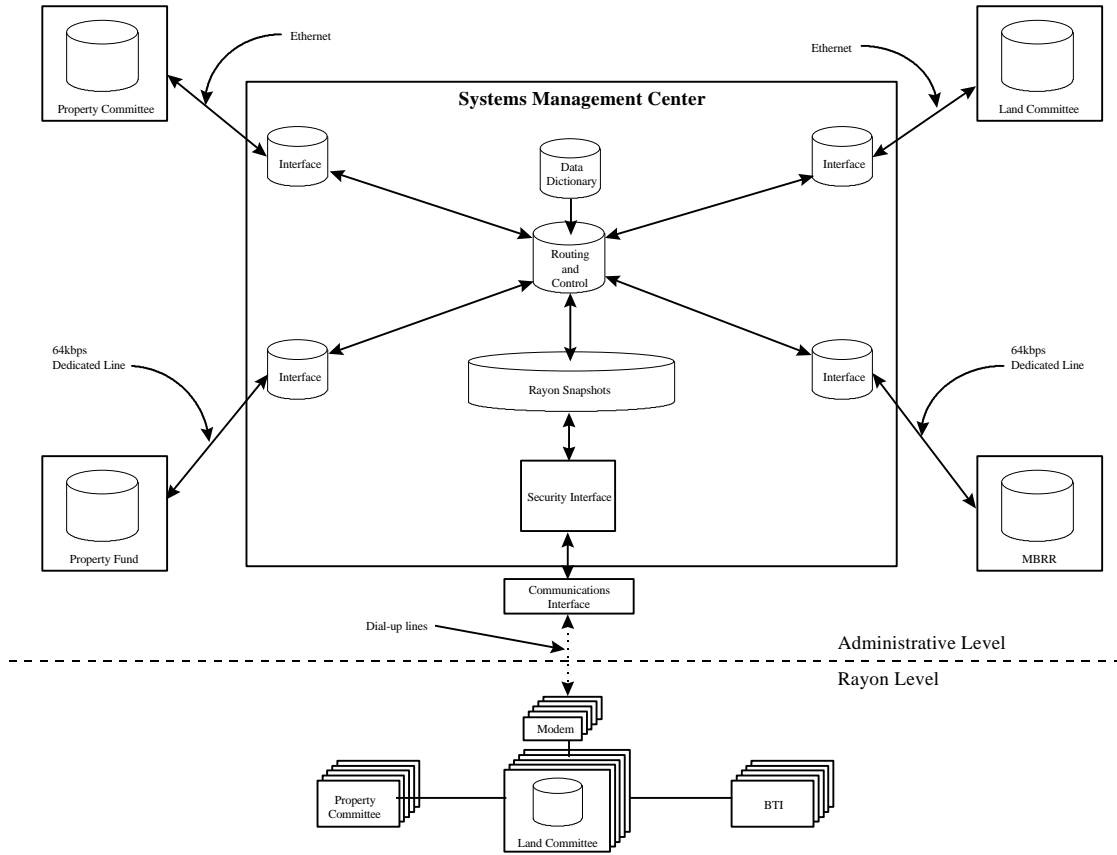 Ethernet
Ethernet
Property Committee
Land Committee
Systems Management Center
Interface
Data
Dictionary
Interface
Routing
and
Control
64kbps
Dedicated Line
Interface
Rayon Snapshots
Interface
64kbps
Dedicated Line
Security Interface
Property Fund
MBRR
Communications
Interface
Dial-up lines
Administrative Level
Rayon Level
Modem
Property
Committee
Land Committee
BTI